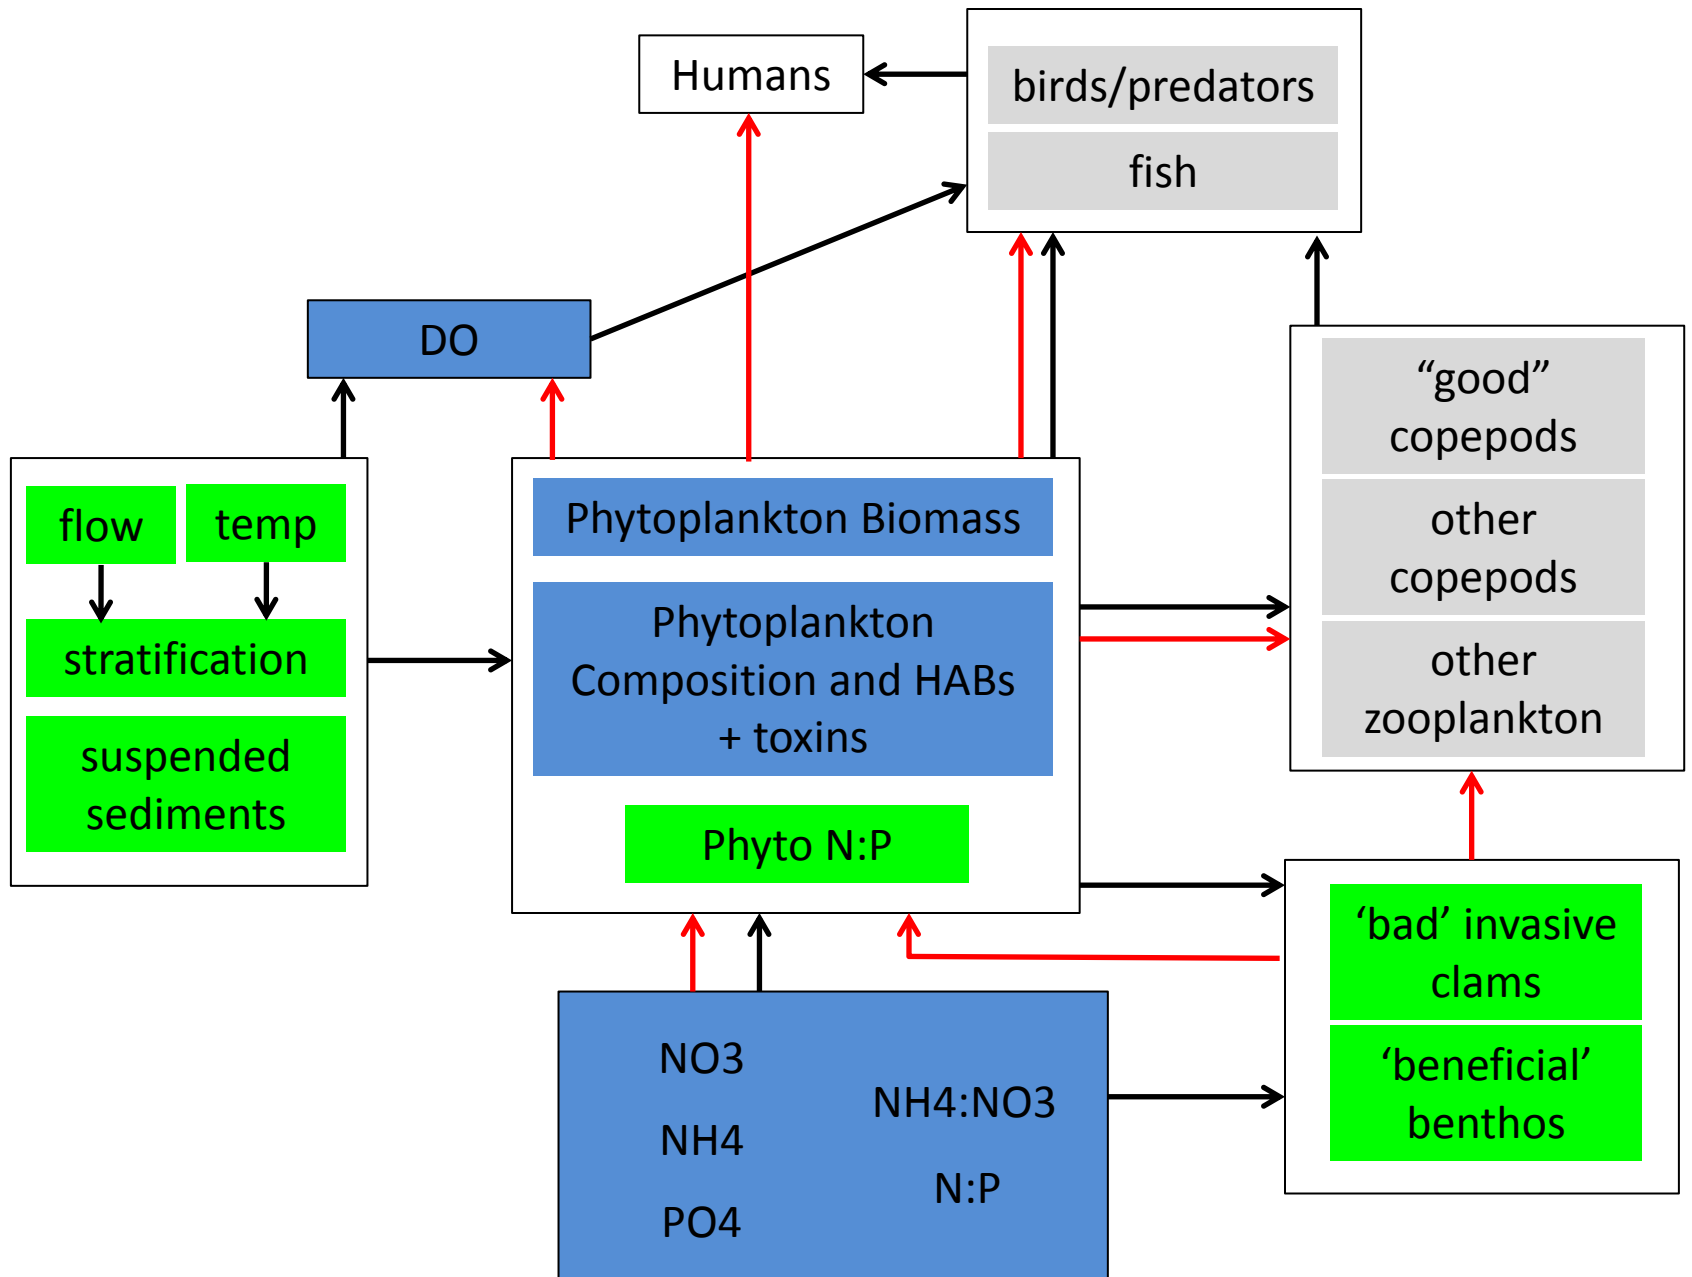 Humans
birds/predators
fish
DO
“good”
copepods
other
copepods
other
zooplankton
flow
temp
stratification
suspended
sediments
Phytoplankton Biomass
Phytoplankton
Composition and HABs
+ toxins
Phyto N:P
‘bad’ invasive
clams
‘beneficial’
benthos
NO3
NH4
PO4
NH4:NO3
N:P